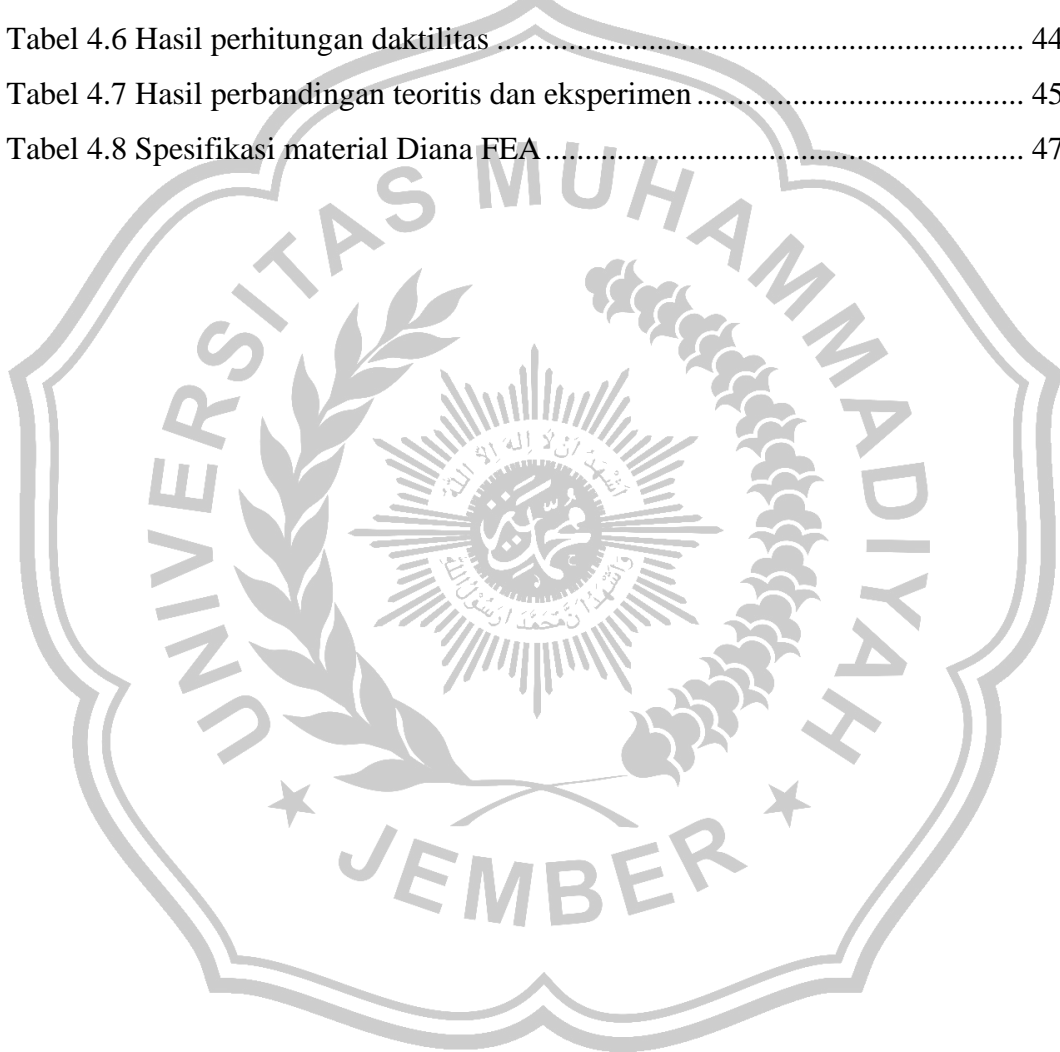 Tabel 4.6 Hasil perhitungan daktilitas ................................................................. 44
Tabel 4.7 Hasil perbandingan teoritis dan eksperimen ........................................ 45
Tabel 4.8 Spesifikasi material Diana FEA ........................................................... 47
UNIVERSITAS MUHAMMADIYAH
JEMBER